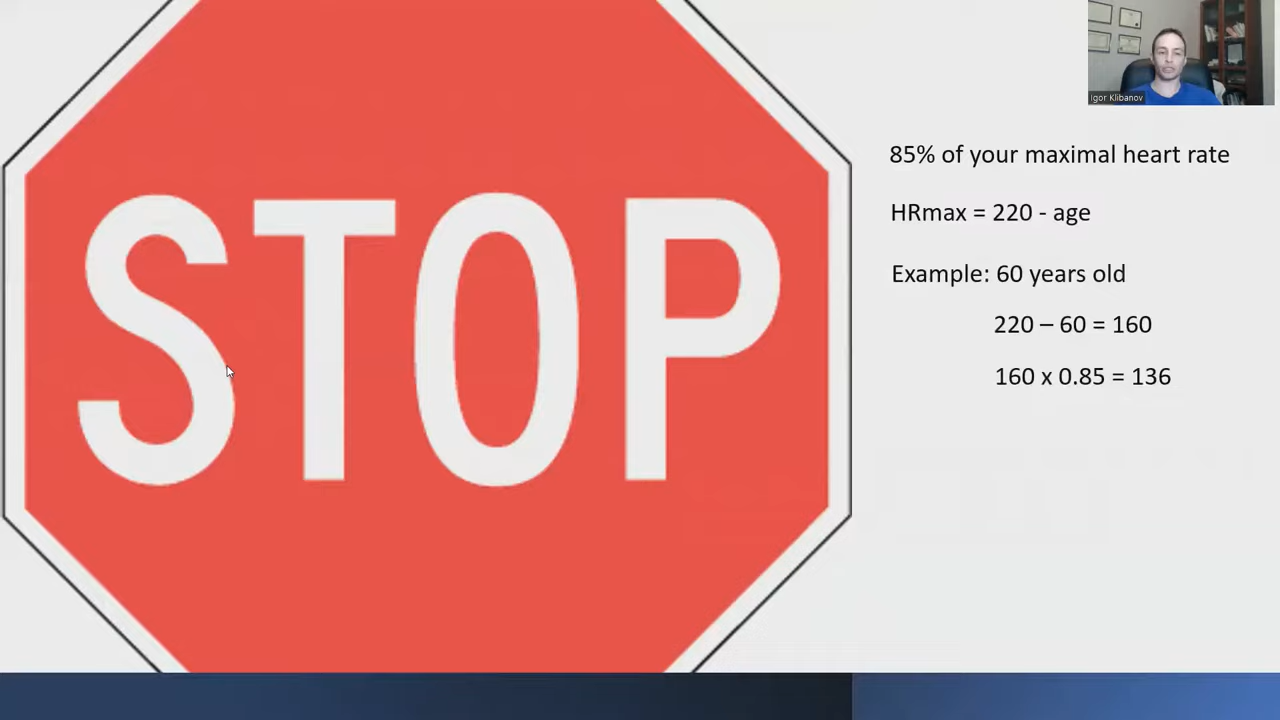 STOP
Igor Klibanov
85% of your maximal heart rate
HRmax = 220 - age
Example: 60 years old
220 – 60 = 160
160 x 0.85 = 136